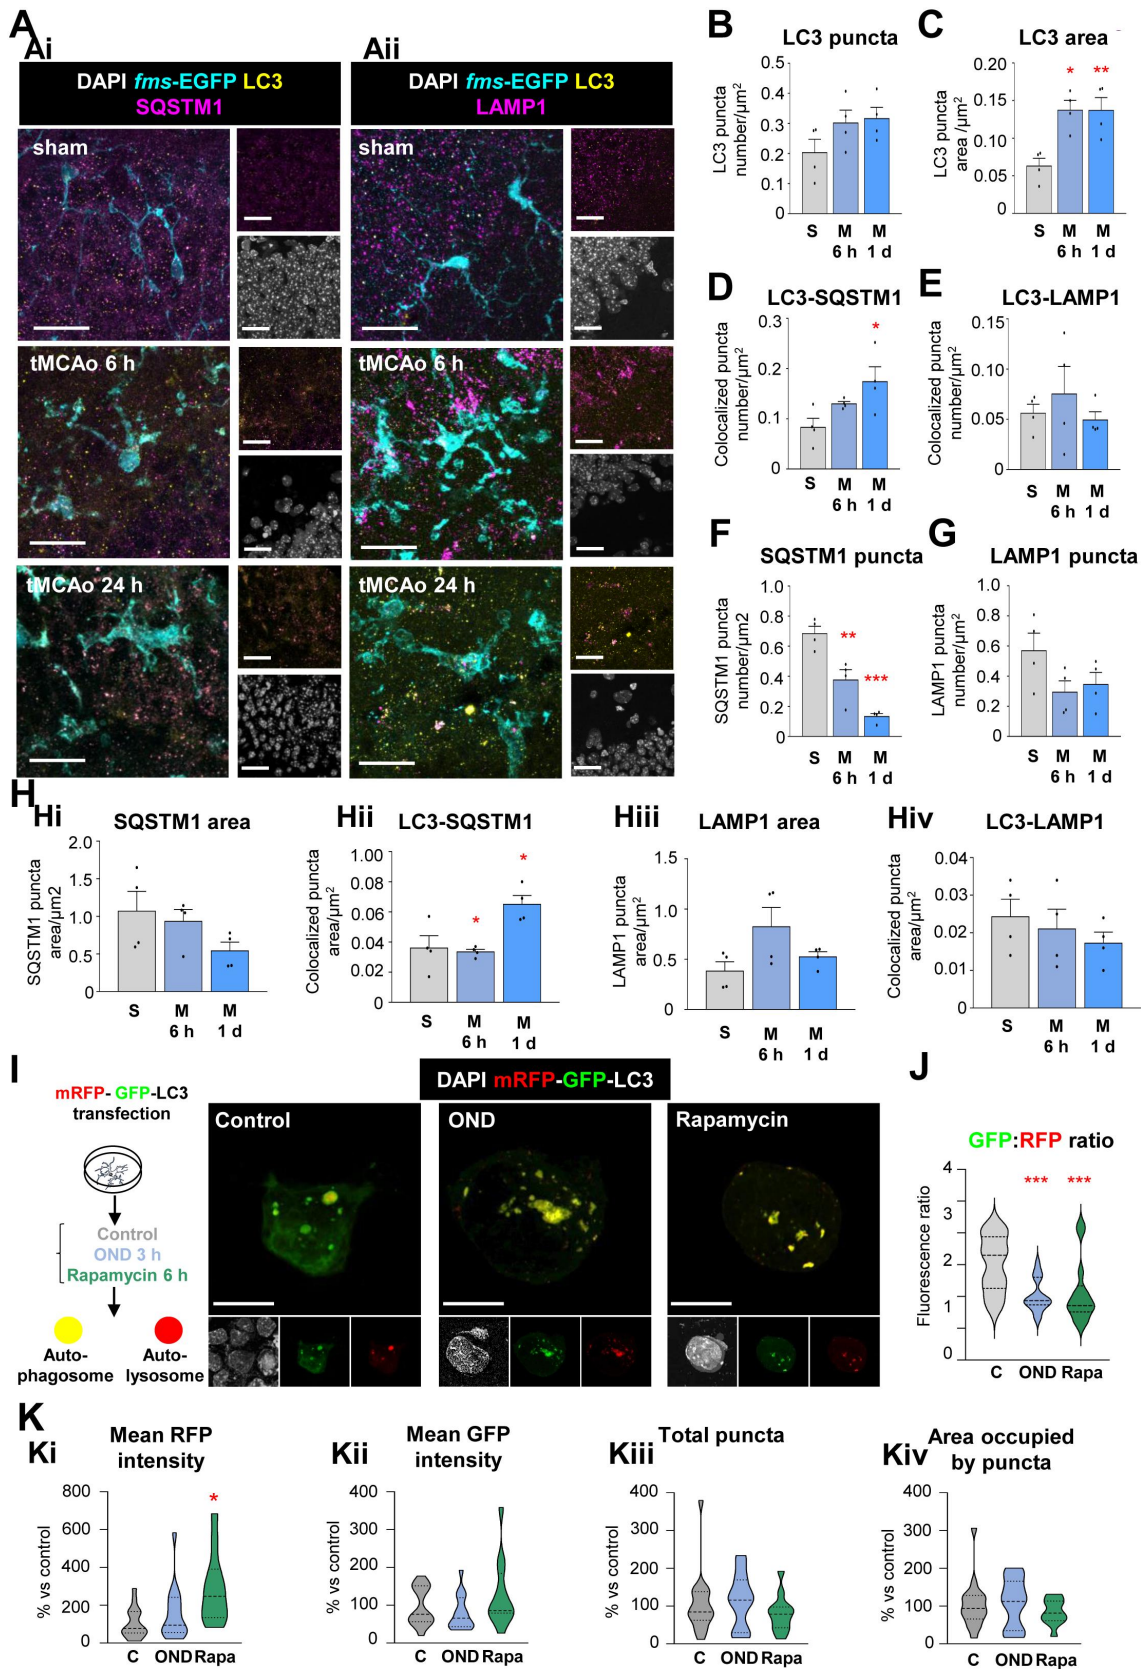 A
Ai
DAPI fms-EGFP LC3
SQSTM1
sham
tMCAo 6 h
tMCAo 24 h
Aii
DAPI fms-EGFP LC3
LAMP1
sham
tMCAo 6 h
tMCAo 24 h
B
LC3 puncta
LC3 puncta
number/µm²
0.5
0.4
0.3
0.2
0.1
0
S
M
6 h
M
1 d
C
LC3 area
LC3 puncta
area /µm²
0.20
0.15
0.10
0.05
0
*
**
S
M
6 h
M
1 d
D
LC3-SQSTM1
Colocalized puncta
number/µm²
0.3
0.2
0.1
0
*
S
M
6 h
M
1 d
E
LC3-LAMP1
Colocalized puncta
number/µm²
0.15
0.10
0.05
0
S
M
6 h
M
1 d
F
SQSTM1 puncta
SQSTM1 puncta
number/µm2
1.0
0.8
0.6
0.4
0.2
0
**
***
S
M
6 h
M
1 d
G
LAMP1 puncta
LAMP1 puncta
number/µm²
1.0
0.8
0.6
0.4
0.2
0
S
M
6 h
M
1 d
H
Hi
SQSTM1 area
SQSTM1 puncta
area/µm2
2.0
1.5
1.0
0.5
0
S
M
6 h
M
1 d
Hii
LC3-SQSTM1
Colocalized puncta
area/µm²
1.00
0.08
0.06
0.04
0.02
0
*
*
S
M
6 h
M
1 d
Hiii
LAMP1 area
LAMP1 puncta
area/µm²
1.5
1.0
0.5
0
S
M
6 h
M
1 d
Hiv
LC3-LAMP1
Colocalized puncta
area/µm²
0.04
0.03
0.02
0.01
0
S
M
6 h
M
1 d
I
mRFP- GFP-LC3
transfection
Control
OND 3 h
Rapamycin 6 h
Auto-
phagosome
Auto-
lysosome
DAPI mRFP-GFP-LC3
Control
OND
Rapamycin
J
GFP:RFP ratio
Fluorescence ratio
4
3
2
1
0
***
***
C
OND
Rapa
K
Ki
Mean RFP
intensity
% vs control
800
600
400
200
0
*
C
OND
Rapa
Kii
Mean GFP
intensity
% vs control
400
300
200
100
0
C
OND
Rapa
Kiii
Total puncta
% vs control
400
300
200
100
0
C
OND
Rapa
Kiv
Area occupied
by puncta
% vs control
400
300
200
100
0
C
OND
Rapa